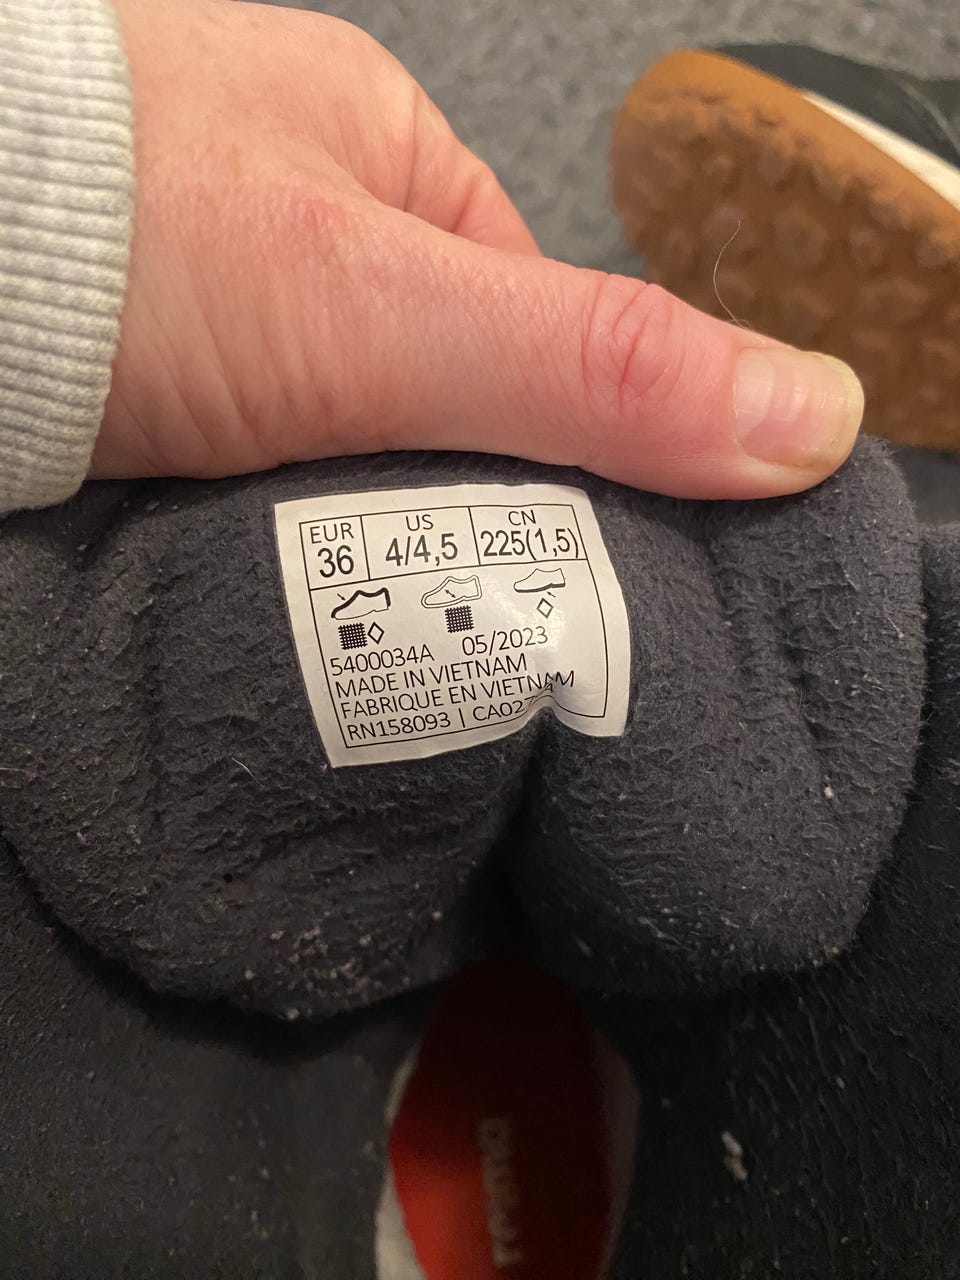 EUR US CN
36 4/4,5 225(1,5)
5400034A 05/2023
MADE IN VIETNAM
FABRIQUE EN VIETNAM
RN158093 |
reima